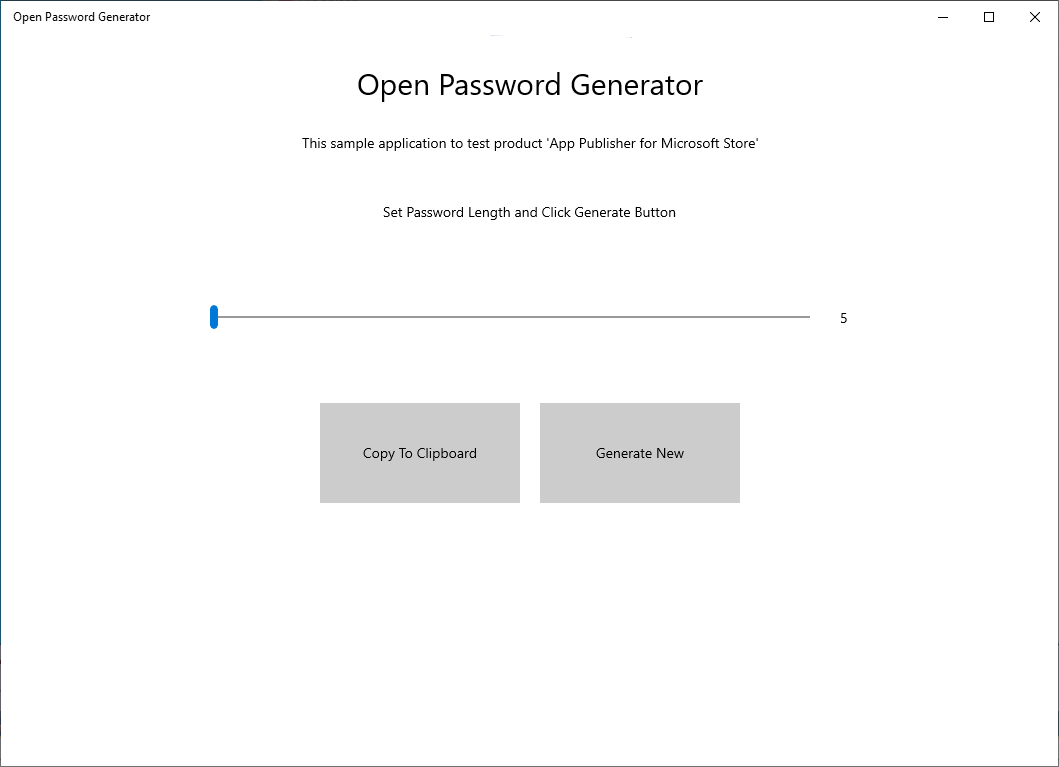 Open Password Generator
Open Password Generator
This sample application to test product 'App Publisher for Microsoft Store'
Set Password Length and Click Generate Button
5
Copy To Clipboard
Generate New